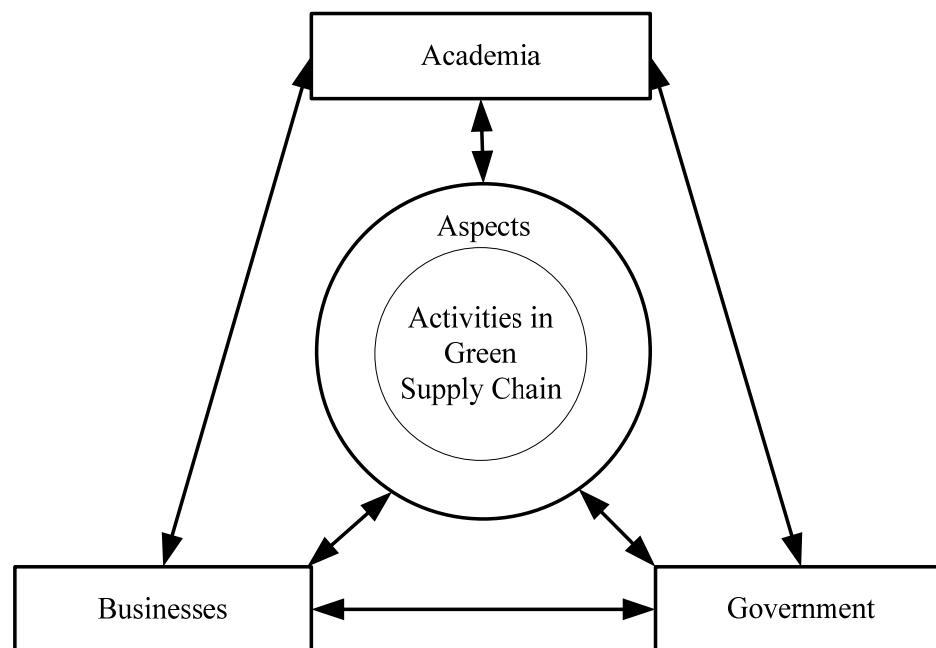 Academia
Aspects
Activities in
Green
Supply Chain
Businesses
Government